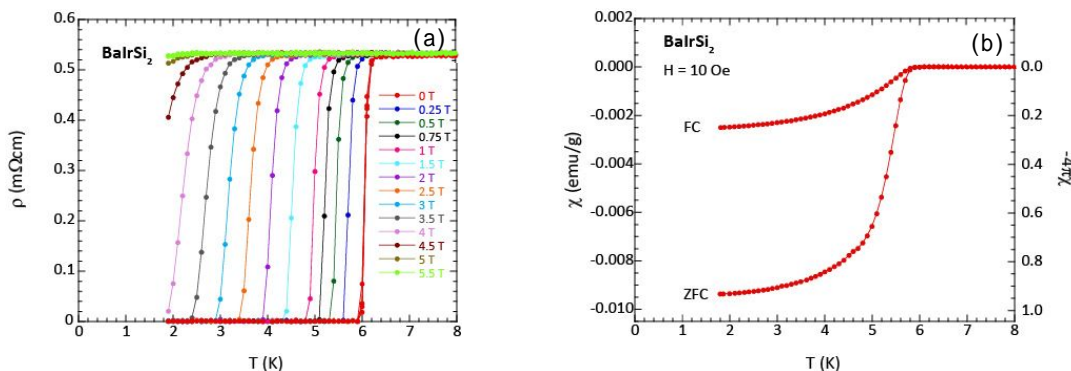 (a)
BaIrSi2
0.6
0.5
0.4
0.3
0.2
0.1
0
ρ (mΩcm)
0 T
0.25 T
0.5 T
0.75 T
1 T
1.5 T
2 T
2.5 T
3 T
3.5 T
4 T
4.5 T
5 T
5.5 T
0 1 2 3 4 5 6 7 8
T (K)
(b)
BaIrSi2
H = 10 Oe
0.002
0.000
-0.002
-0.004
-0.006
-0.008
-0.010
χ (emu/g)
FC
ZFC
0.0
0.2
0.4
0.6
0.8
1.0
-4πχ
0 1 2 3 4 5 6 7 8
T (K)